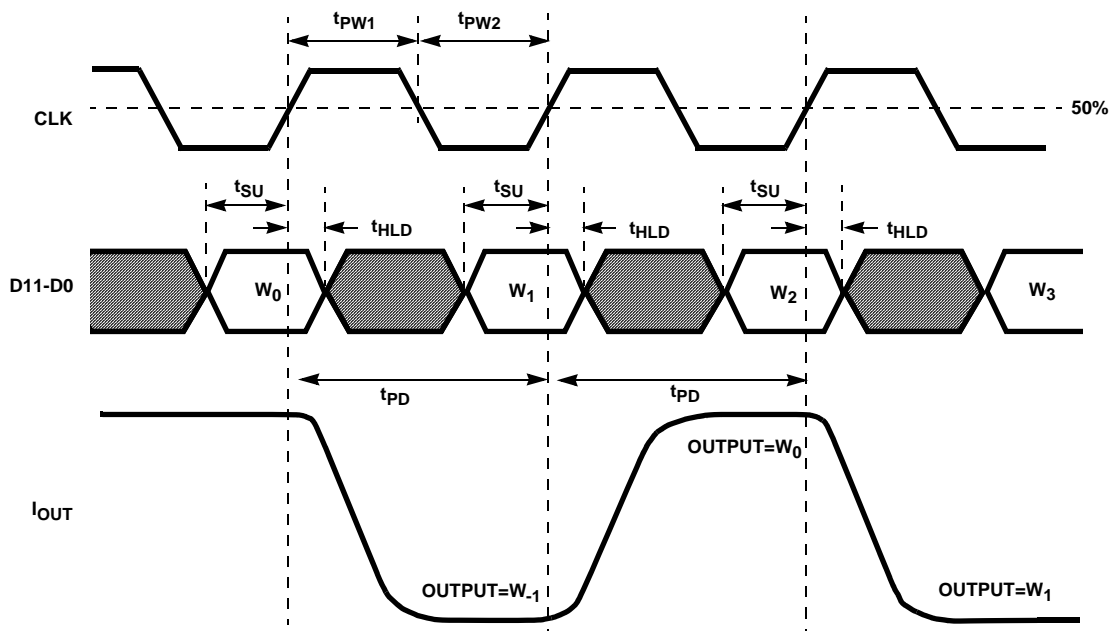 tPW1 tPW2
CLK
50%
tSU tSU tSU
tHLD tHLD tHLD
D11-D0 W0 W1 W2 W3
tPD tPD
OUTPUT=W0
IOUT
OUTPUT=W-1 OUTPUT=W1